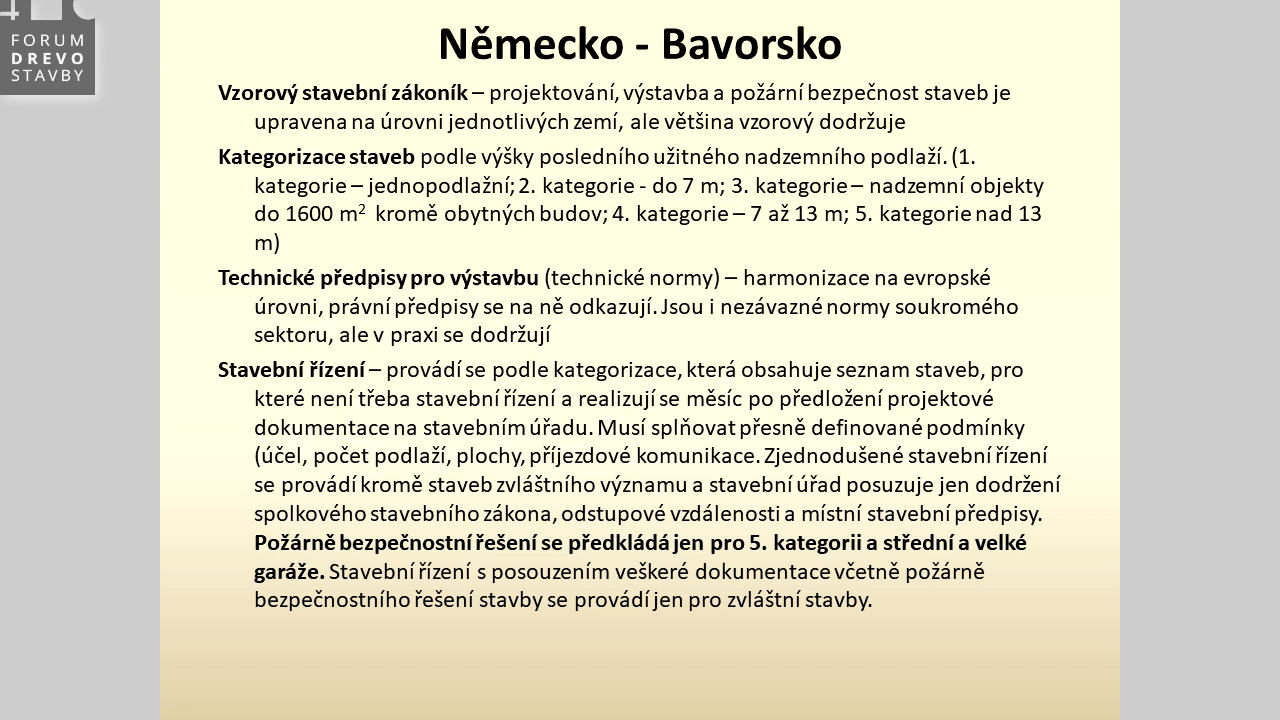 FORUM
DREVO
STAVBY
Německo - Bavorsko
Vzorový stavební zákoník – projektování, výstavba a požární bezpečnost staveb je
upravena na úrovni jednotlivých zemí, ale většina vzorový dodržuje
Kategorizace staveb podle výšky posledního užitného nadzemního podlaží. (1.
kategorie – jednopodlažní; 2. kategorie - do 7 m; 3. kategorie – nadzemní objekty
do 1600 m² kromě obytných budov; 4. kategorie – 7 až 13 m; 5. kategorie nad 13
m)
Technické předpisy pro výstavbu (technické normy) – harmonizace na evropské
úrovni, právní předpisy se na ně odkazují. Jsou i nezávazné normy soukromého
sektoru, ale v praxi se dodržují
Stavební řízení – provádí se podle kategorizace, která obsahuje seznam staveb, pro
které není třeba stavební řízení a realizují se měsíc po předložení projektové
dokumentace na stavebním úřadu. Musí splňovat přesně definované podmínky
(účel, počet podlaží, plochy, příjezdové komunikace. Zjednodušené stavební řízení
se provádí kromě staveb zvláštního významu a stavební úřad posuzuje jen dodržení
spolkového stavebního zákona, odstupové vzdálenosti a místní stavební předpisy.
Požárně bezpečnostní řešení se předkládá jen pro 5. kategorii a střední a velké
garáže. Stavební řízení s posouzením veškeré dokumentace včetně požárně
bezpečnostního řešení stavby se provádí jen pro zvláštní stavby.